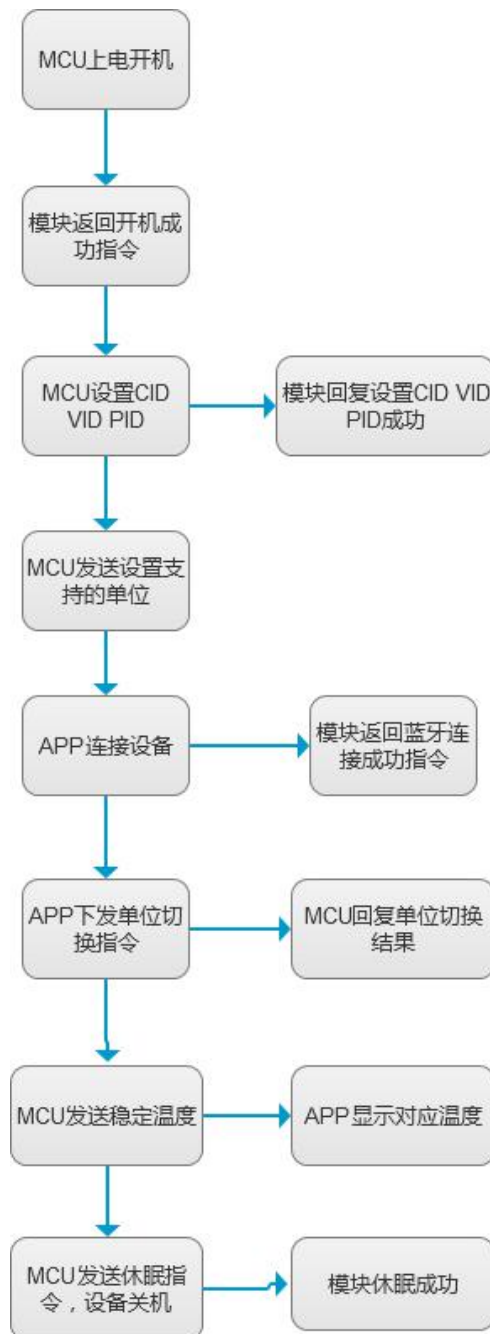 MCU上电开机
模块返回开机成
功指令
MCU设置CID
VID PID
模块回复设置CID VID
PID成功
MCU发送设置支
持的单位
APP连接设备
模块返回蓝牙连
接成功指令
APP下发单位切
换指令
MCU回复单位切换
结果
MCU发送稳定温度
APP显示对应温度
MCU发送休眠指
令，设备关机
模块休眠成功